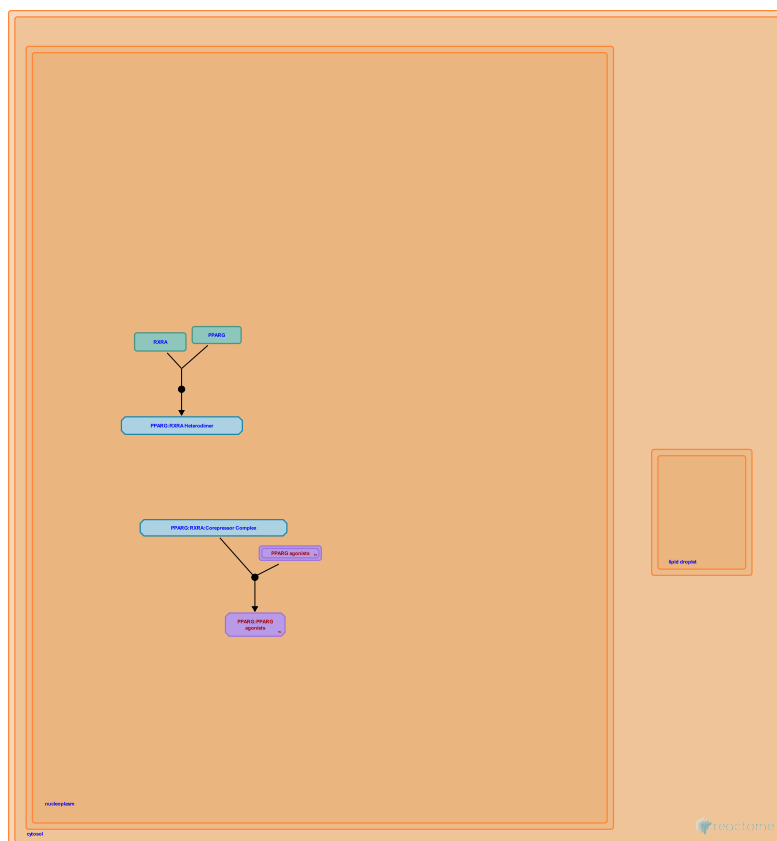 RXRA
PPARG
PPARG:RXRA Heterodimer
PPARG:RXRA:Corepressor Complex
PPARG agonists
PPARG:PPARG
agonists
lipid droplet
nucleoplasm
cytosol
reactome